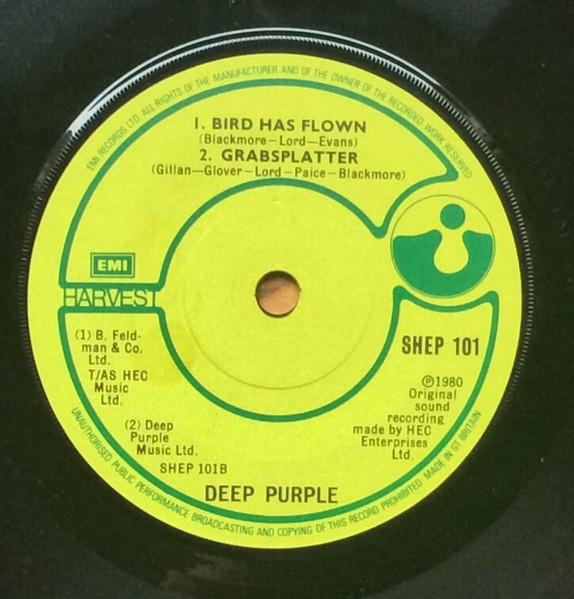 EMI RECORDS LTD. ALL RIGHTS OF THE MANUFACTURER AND OF THE OWNER OF THE RECORDED WORK RESERVED
1. BIRD HAS FLOWN
(Blackmore—Lord—Evans)
2. GRABSPLATTER
(Gillan—Glover—Lord—Paice—Blackmore)
EMI
HARVEST
(1) B. Feld-
man & Co.
Ltd.
T/AS HEC
Music
Ltd.
(2) Deep
Purple
Music Ltd.
SHEP 101B
SHEP 101
Ⓟ1980
Original
sound
recording
made by HEC
Enterprises
Ltd.
DEEP PURPLE
UNAUTHORISED PUBLIC PERFORMANCE BROADCASTING AND COPYING OF THIS RECORD PROHIBITED MADE IN GT BRITAIN